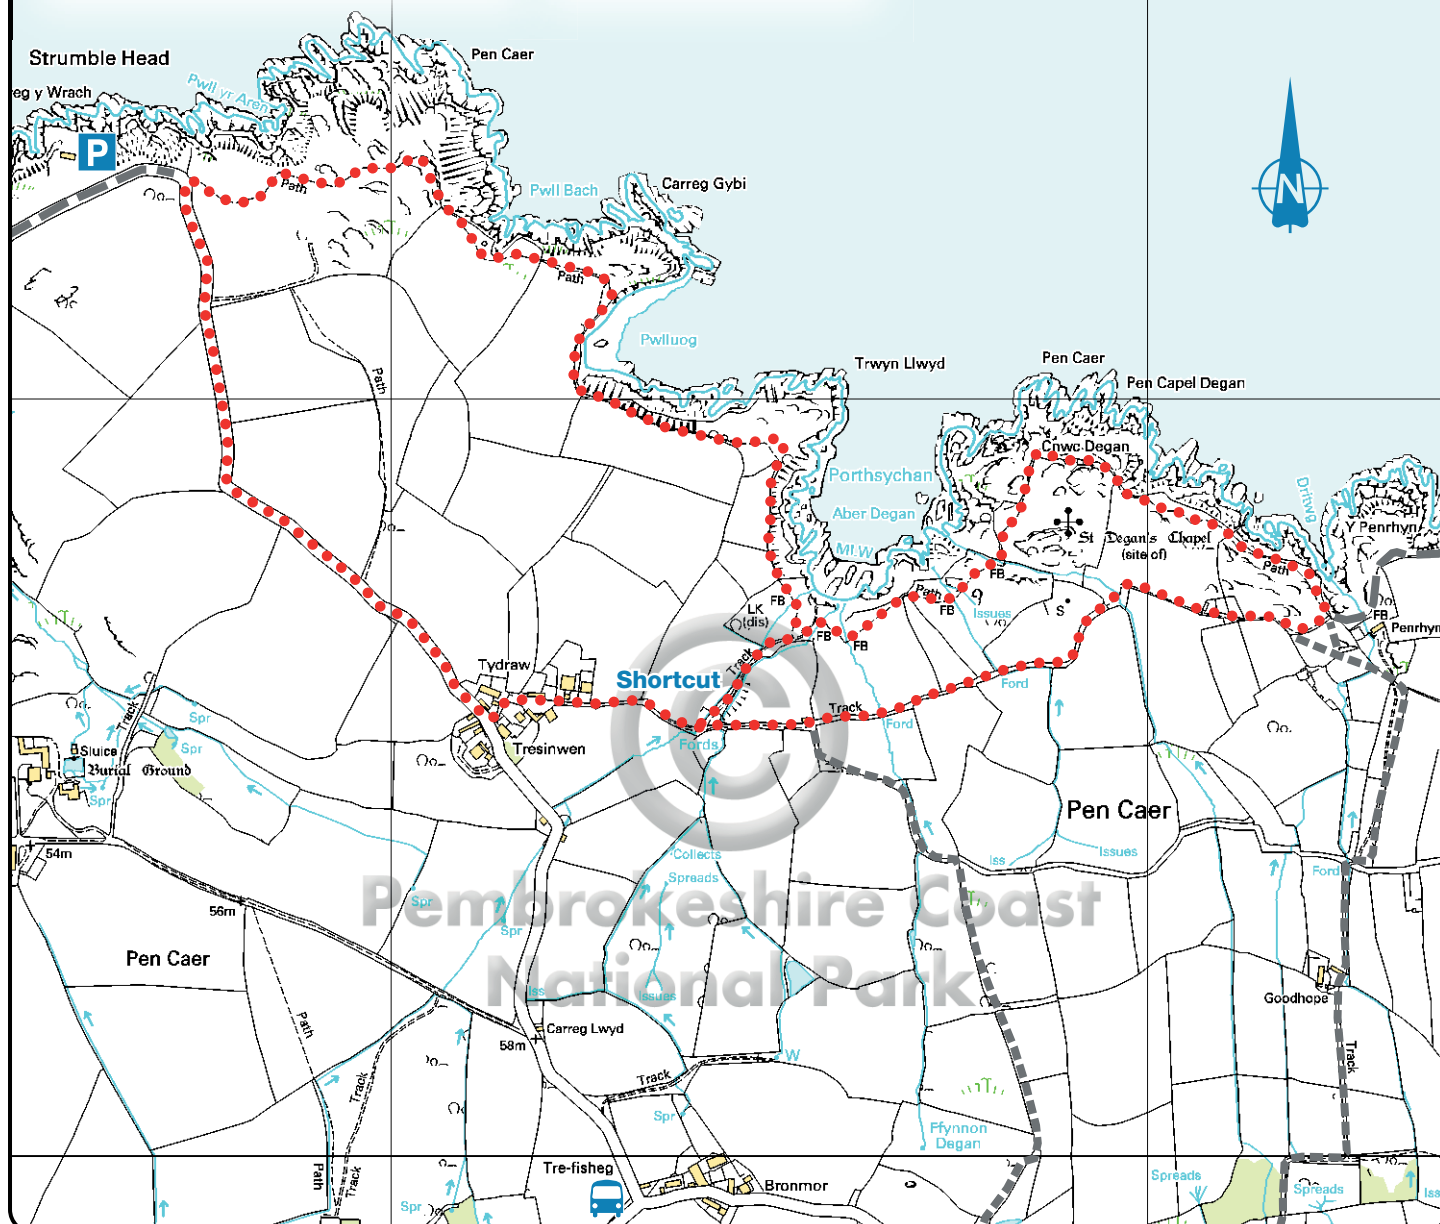 Strumble Head
Pen Caer
Pwll yr Aren
reg y Wrach
P
Path
Pwll Bach
Carreg Gybi
N
Path
Pwlluog
Trwyn Llwyd
Pen Caer
Pen Capel Degan
Path
Cnwc Degan
Porthsychan
Aber Degan
Dritwg
Y Penrhyn
St Degan's Chapel
(site of)
MLW
Path
FB
Path
FB
Issues
S
FB
LK
(dis)
FB
FB
FB
Penrhyn
Track
Tydraw
Shortcut
Ford
Track
Ford
Tresinwen
Fords
Track
Spr
Spr
Sluice
Burial Ground
Spr
Pen Caer
54m
Collects
Spreads
Iss
Issues
Ford
56m
Spr
Spr
©
Pembrokeshire Coast
National Park
Pen Caer
Iss
Issues
Goodhope
Path
Carreg Lwyd
58m
W
Track
Track
Track
Spr
Ffynnon
Degan
Tre-fisheg
Bronmor
Path
Track
Spr
Spreads
Spreads
Iss